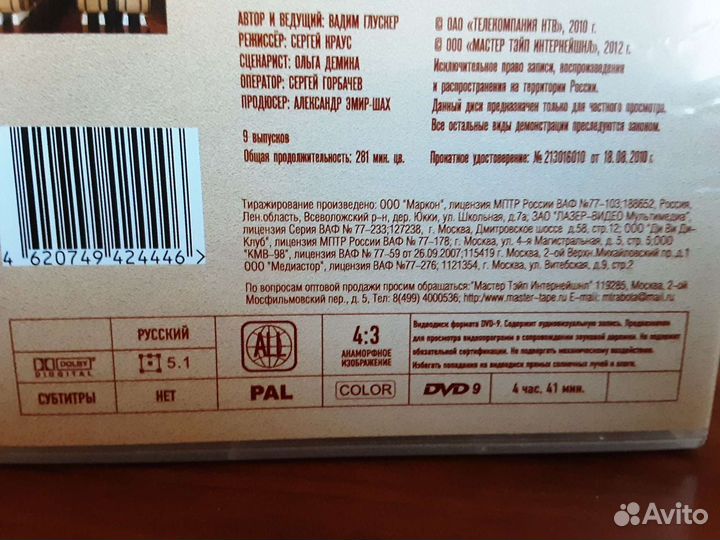 АВТОР И ВЕДУЩИЙ: ВАДИМ ГЛУСКЕР
РЕЖИССЁР: СЕРГЕЙ КРАУС
СЦЕНАРИСТ: ОЛЬГА ДЕМИНА
ОПЕРАТОР: СЕРГЕЙ ГОРБАЧЕВ
ПРОДЮСЕР: АЛЕКСАНДР ЭМИР-ШАХ
9 выпусков
Общая продолжительность: 281 мин. цв.
© ОАО «ТЕЛЕКОМПАНИЯ НТВ», 2010 г.
© ООО «МАСТЕР ТЭЙП ИНТЕРНЕЙШНЛ», 2012 г.
Исключительное право записи, воспроизведения
и распространения на территории России.
Данный диск предназначен только для частного просмотра.
Все остальные виды демонстрации преследуются законом.
Прокатное удостоверение: № 213016010 от 18.08.2010 г.
4 620749 424446 >
Тиражирование произведено: ООО "Маркон", лицензия МПТР России ВАФ №77-103;188652, Россия,
Лен.область, Всеволожский р-н, дер. Юкки, ул. Школьная, д.7а; ЗАО "ЛАЗЕР-ВИДЕО Мультимедиа",
лицензия Серия ВАФ № 77-233;127238, г. Москва, Дмитровское шоссе д.58, стр.12; ООО "Ди Ви Ди-
Клуб", лицензия МПТР России ВАФ № 77-178; г. Москва, ул. 4-я Магистральная, д. 5, стр. 5;ООО
"КМВ-98", лицензия ВАФ № 77-59 от 26.09.2007;115419 г. Москва, 2-ой Верхн.Михайловский пр.,д.1
ООО "Медиастор", лицензия ВАФ №77-276; 1121354, г. Москва, ул. Витебская, д.9, стр.2
По вопросам оптовой продажи просим обращаться: Мастер Тэйп Интернейшнл" 119285, Москва, 2-ой
Мосфильмовский пер., д. 5, Тел: 8(499) 4000536; http:/www.master-tape.ru E-mail: mirabola@mail.ru
РУССКИЙ
DOLBY DIGITAL
5.1
СУБТИТРЫ
НЕТ
ALL
PAL
4:3
АНАМОРФНОЕ
ИЗОБРАЖЕНИЕ
COLOR
Видеодиск формата DVD-9. Содержит аудиовизуальную запись. Предназначен
для просмотра видеопрограмм в сопровождении звуковой дорожки. Не подлежит
обязательной сертификации. Не подвергать механическому воздействию.
Избегать попадания на видеодиск прямых солнечных лучей и влаги.
DVD 9
4 час. 41 мин.
Avito